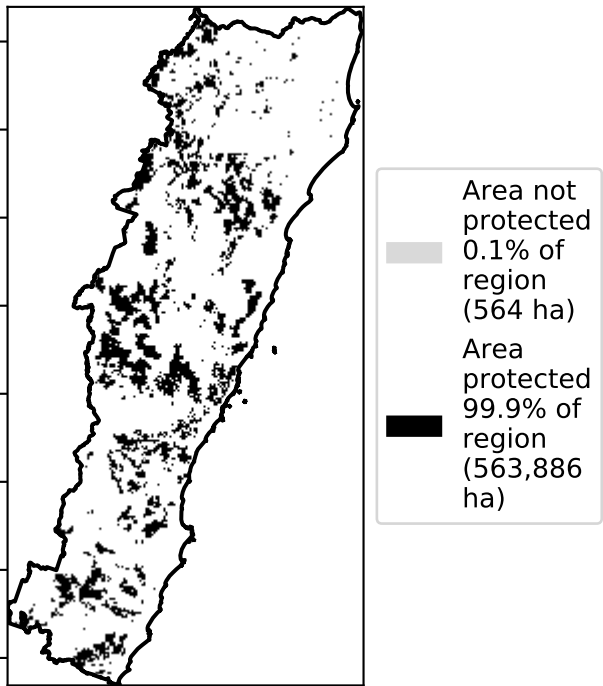 Area not
protected
0.1% of
region
(564 ha)
Area
protected
99.9% of
region
(563,886
ha)